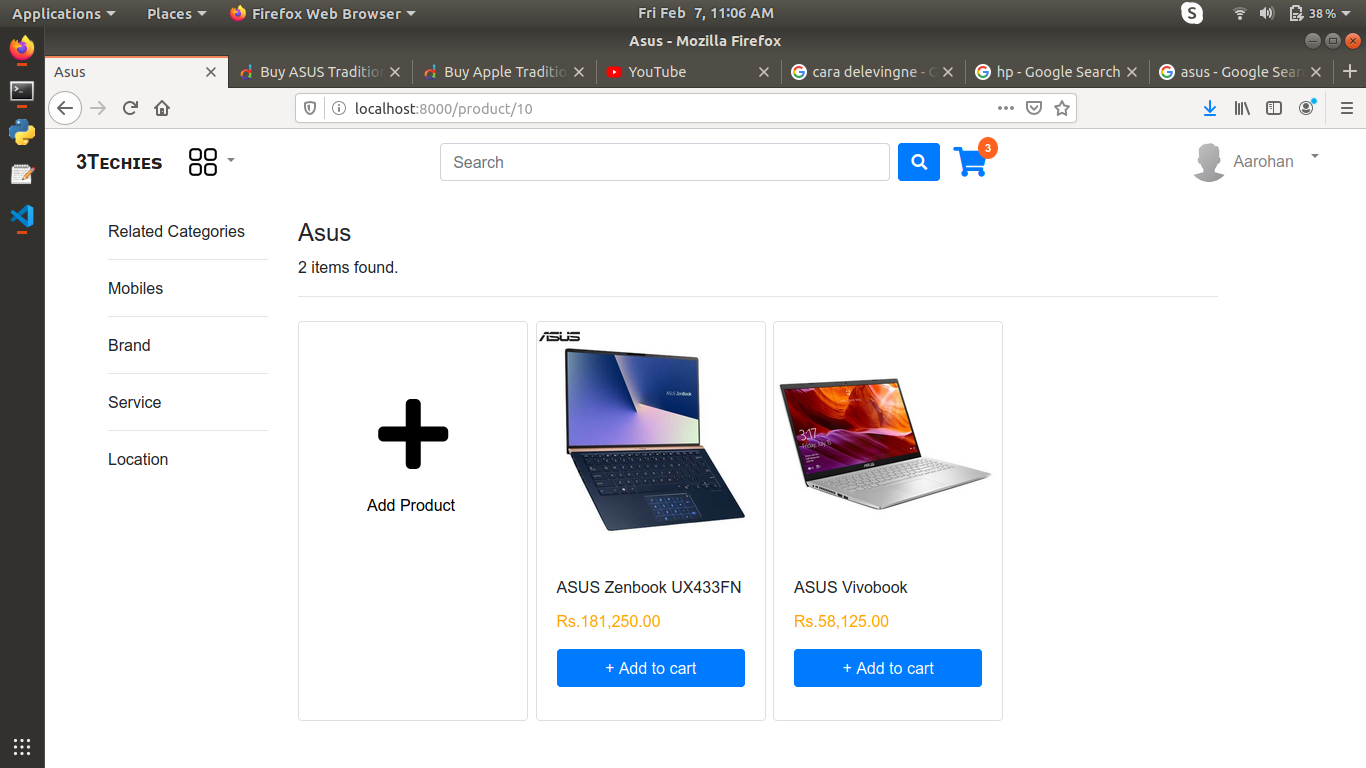 Applications Places Firefox Web Browser Fri Feb 7, 11:06 AM S 38%
Asus - Mozilla Firefox
Asus Buy ASUS Traditio Buy Apple Traditio YouTube cara delevingne - hp - Google Search asus - Google Sear
localhost:8000/product/10
3Techies Search 3 Aarohan
Related Categories
Mobiles
Brand
Service
Location
Asus
2 items found.
Add Product
ASUS
ASUS Zenbook UX433FN
Rs.181,250.00
+ Add to cart
3:17
ASUS Vivobook
Rs.58,125.00
+ Add to cart